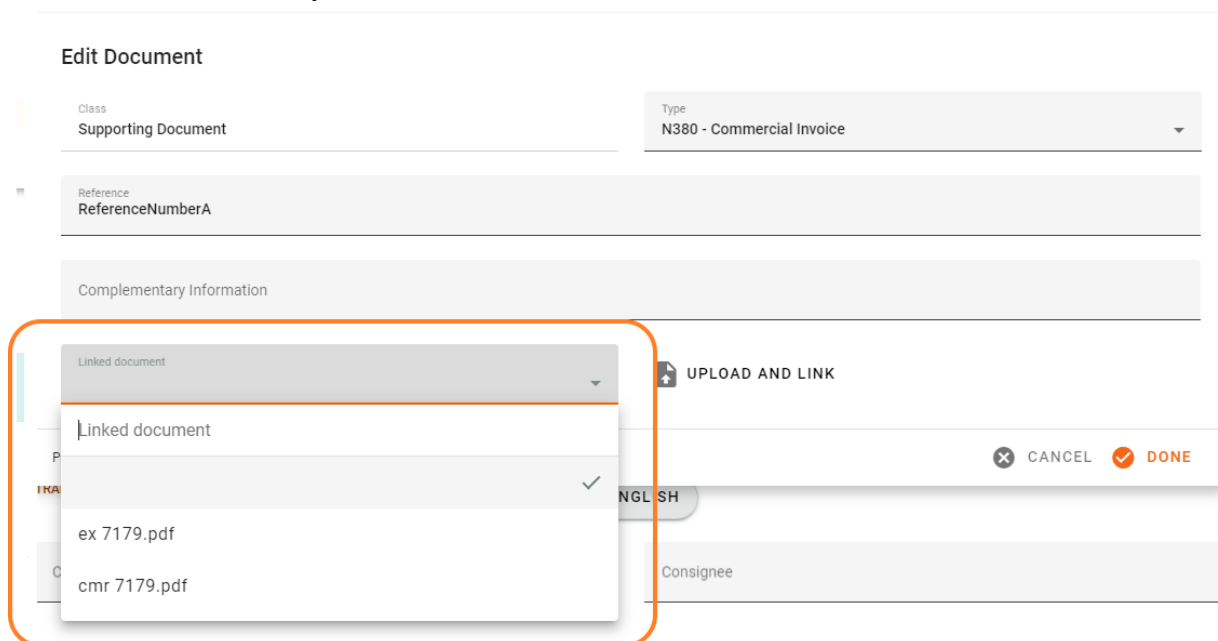 Edit Document
Class
Supporting Document
Type
N380 - Commercial Invoice
Reference
ReferenceNumberA
Complementary Information
Linked document
UPLOAD AND LINK
Linked document
CANCEL
DONE
ex 7179.pdf
cmr 7179.pdf
Consignee